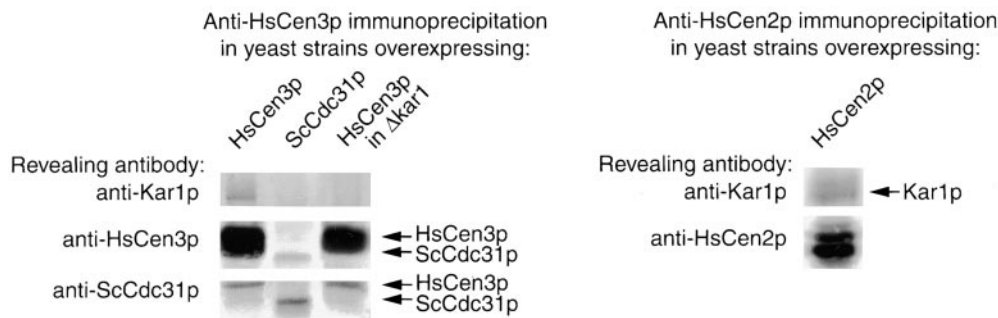 Anti-HsCen3p immunoprecipitation
in yeast strains overexpressing:
HsCen3p
ScCdc31p
HsCen3p
in Δkar1
Revealing antibody:
anti-Kar1p
anti-HsCen3p
HsCen3p
ScCdc31p
anti-ScCdc31p
HsCen3p
ScCdc31p
Anti-HsCen2p immunoprecipitation
in yeast strains overexpressing:
HsCen2p
Revealing antibody:
anti-Kar1p
Kar1p
anti-HsCen2p